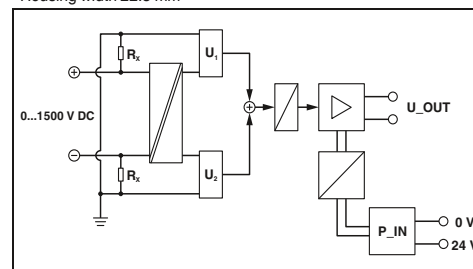 Housing width 22.5 mm
U1
Rx
+
0...1500 V DC
+
U_OUT
−
Rx
U2
P_IN
0 V
24 V